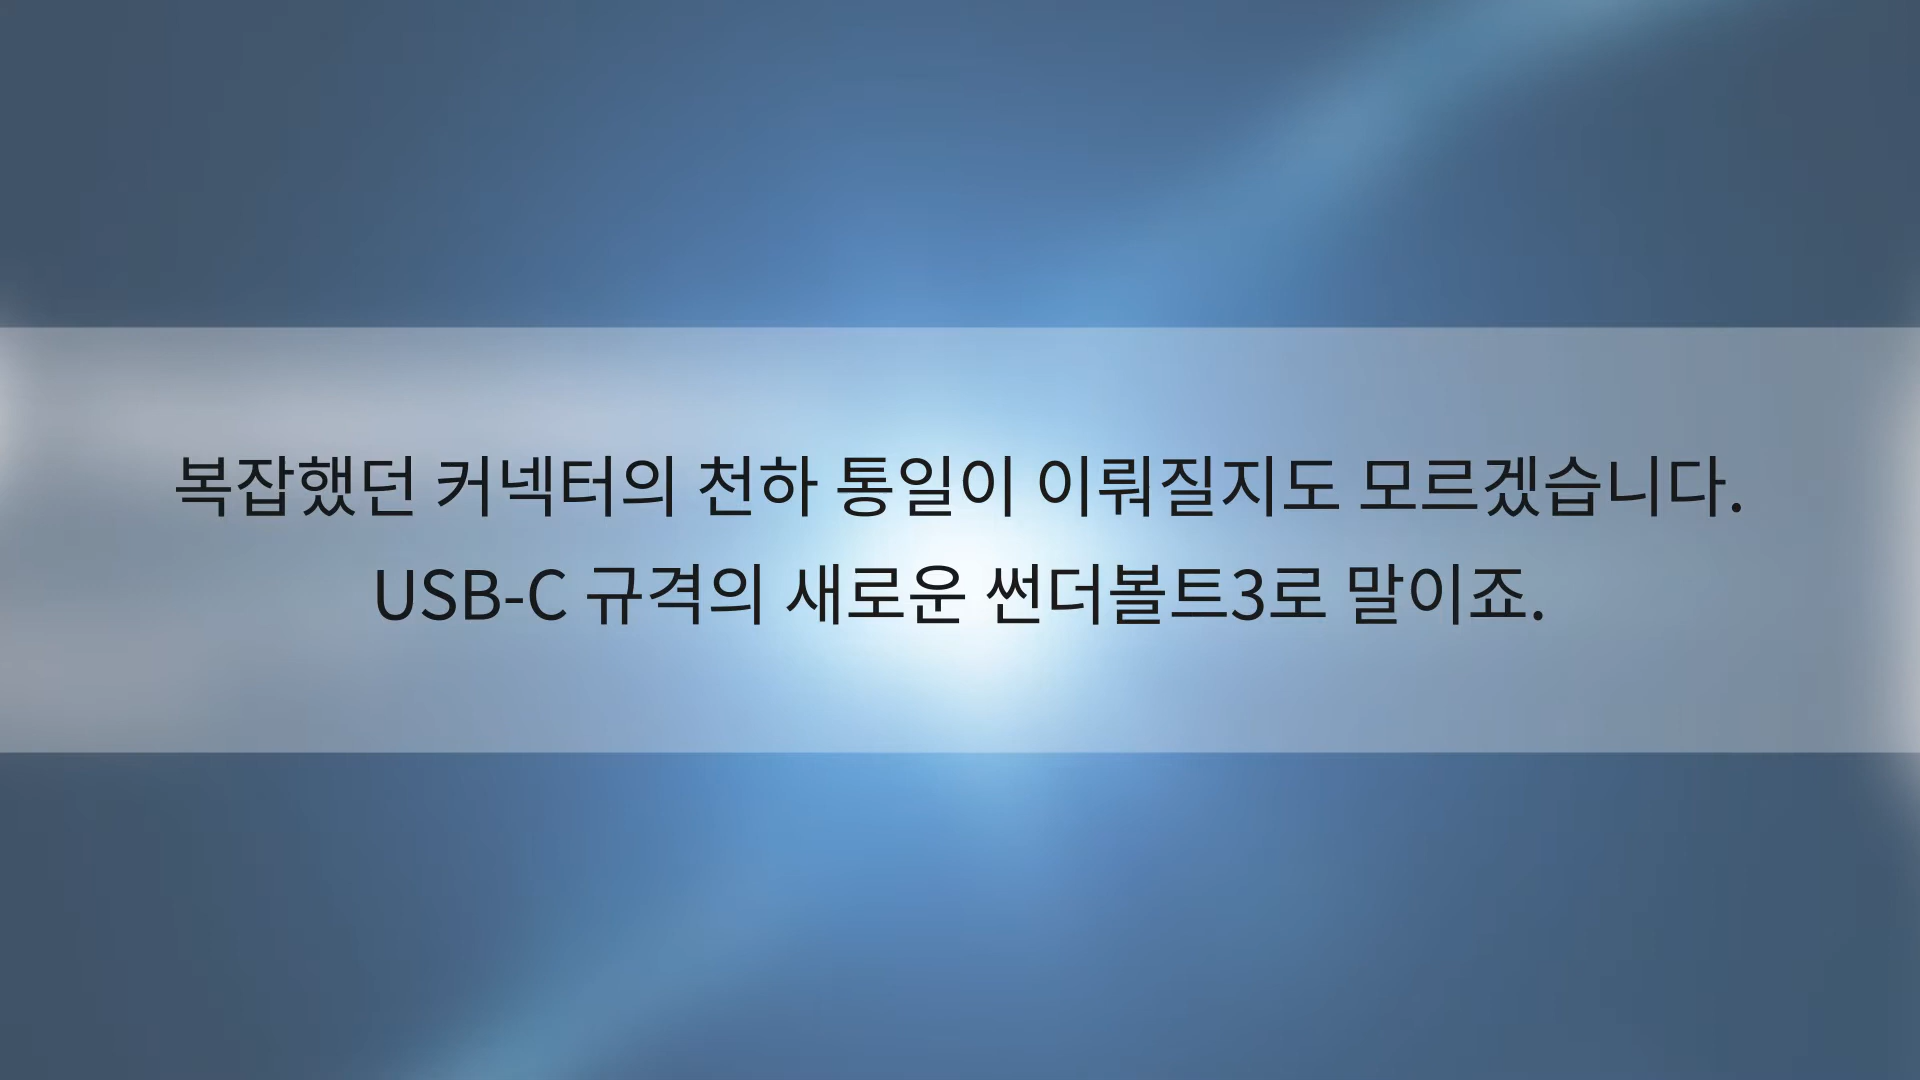 복잡했던 커넥터의 천하 통일이 이뤄질지도 모르겠습니다.
USB-C 규격의 새로운 썬더볼트3로 말이죠.